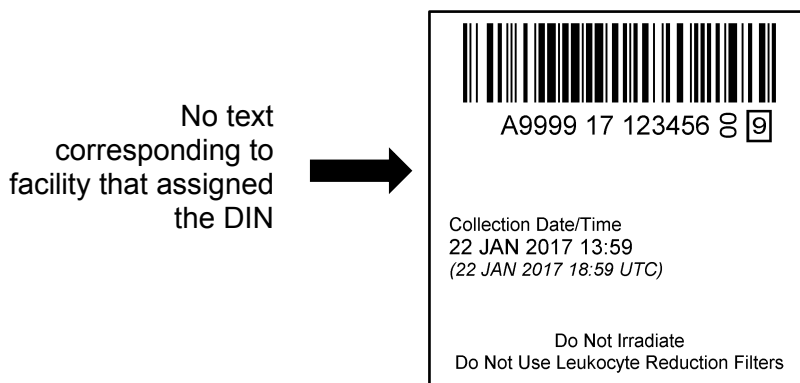 No text
corresponding to
facility that assigned
the DIN
A9999 17 123456 00 9
Collection Date/Time
22 JAN 2017 13:59
(22 JAN 2017 18:59 UTC)
Do Not Irradiate
Do Not Use Leukocyte Reduction Filters